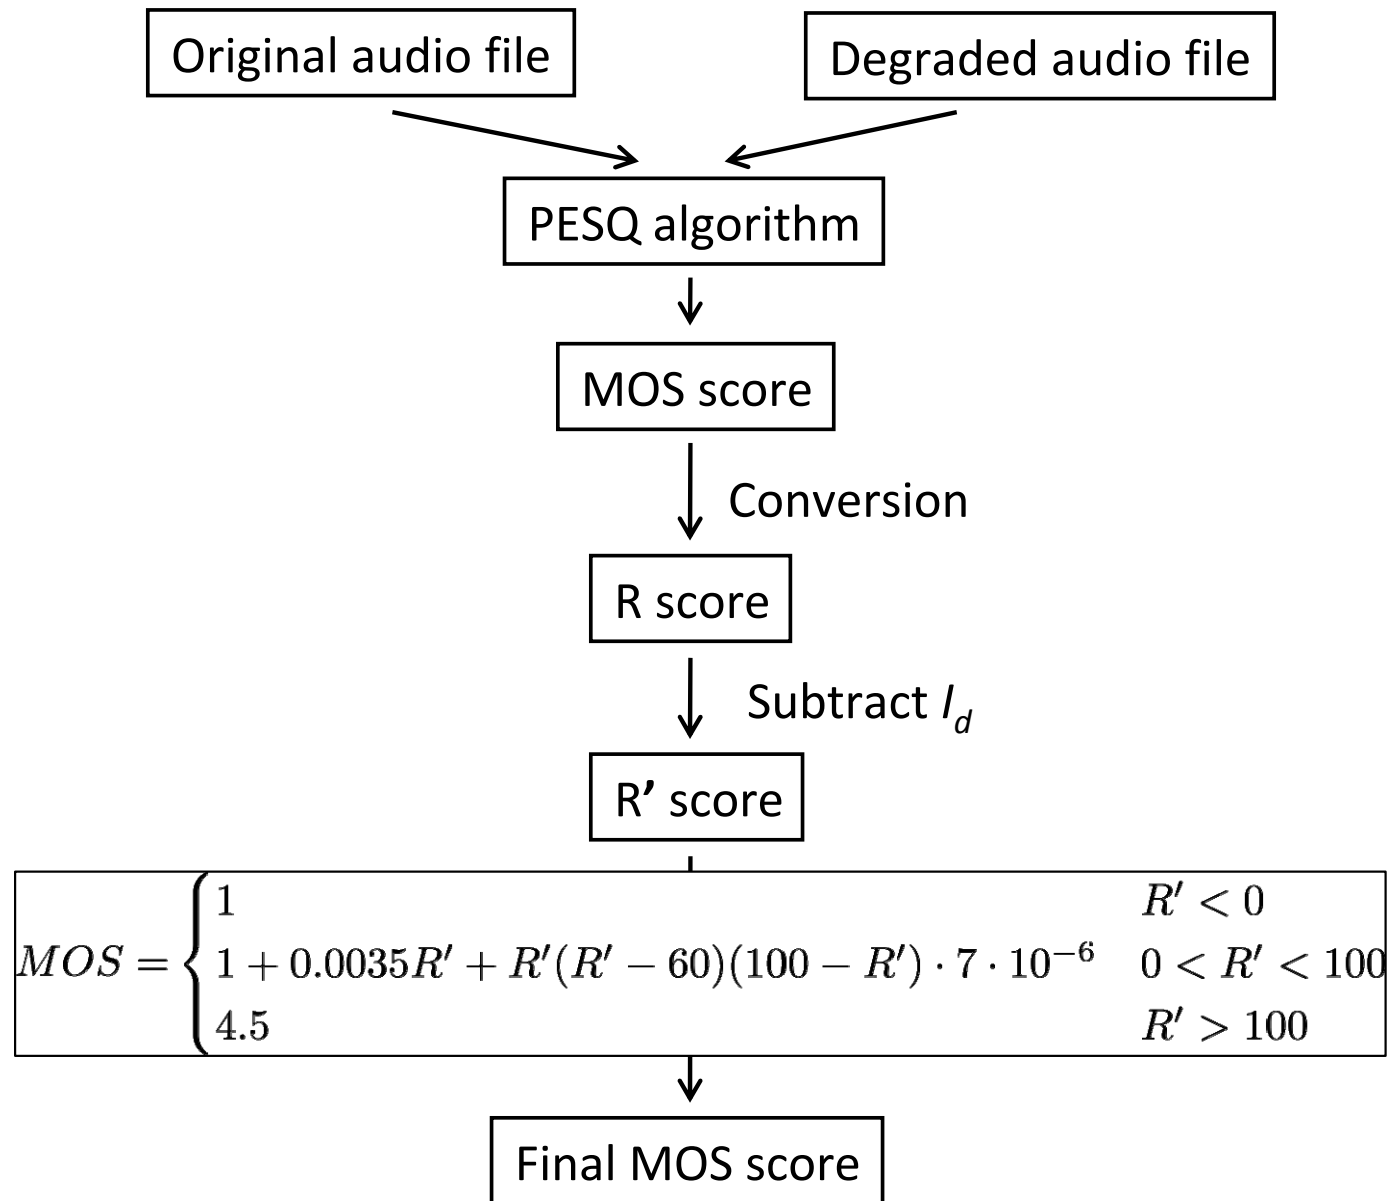 Original audio file
Degraded audio file
PESQ algorithm
MOS score
Conversion
R score
Subtract I_d
R’ score
MOS = { 1 R′ < 0
1 + 0.0035R′ + R′(R′ − 60)(100 − R′) · 7 · 10⁻⁶ 0 < R′ < 100
4.5 R′ > 100
Final MOS score